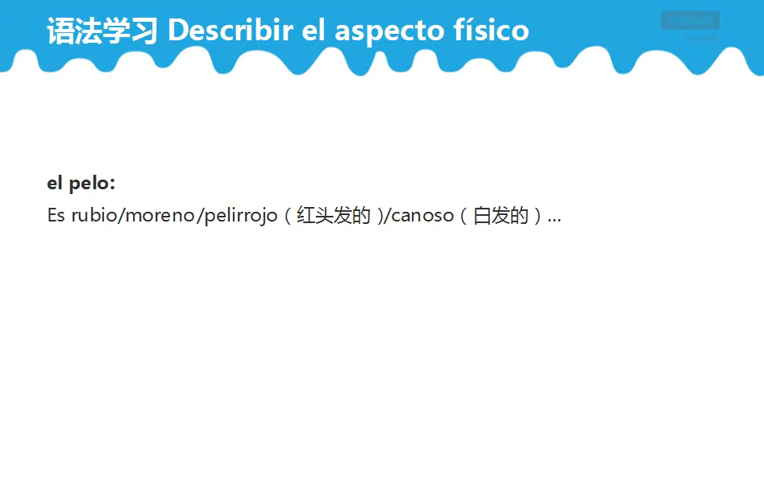 语法学习 Describir el aspecto físico
el pelo:
Es rubio/moreno/pelirrojo（红头发的）/canoso（白发的）…